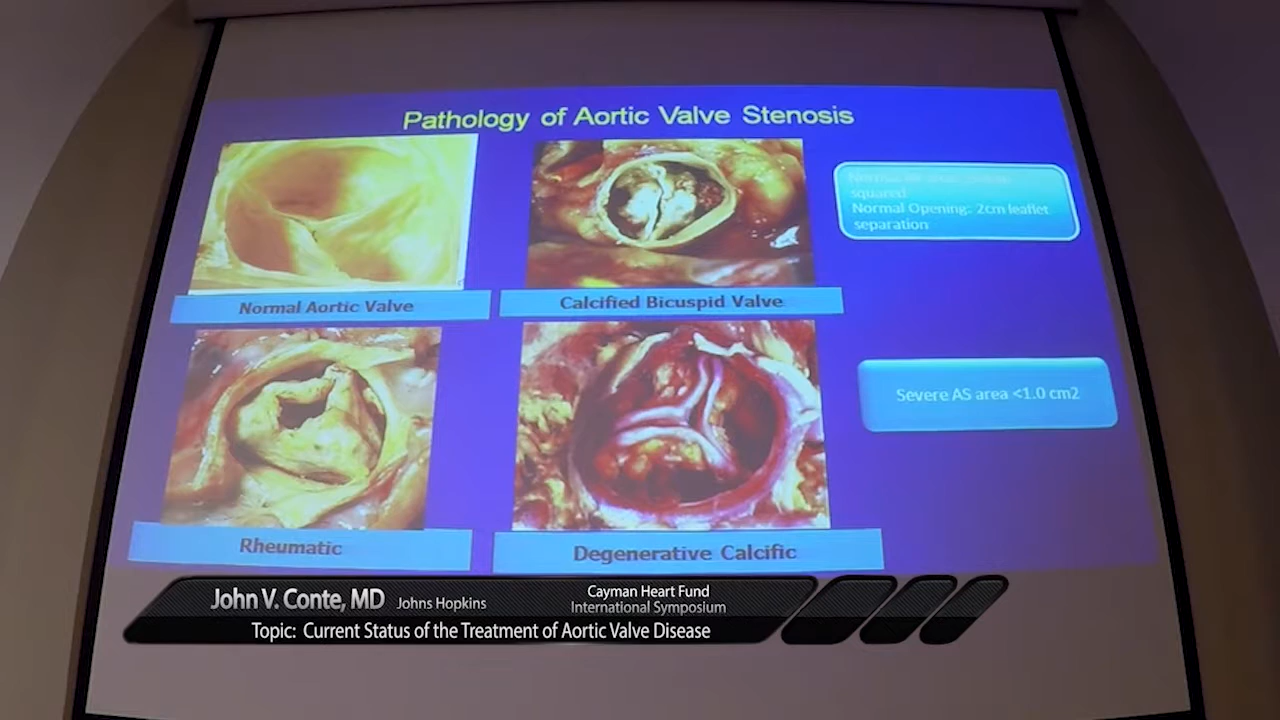 Pathology of Aortic Valve Stenosis
squared
Normal Opening: 2cm leaflet
separation
Normal Aortic Valve
Calcified Bicuspid Valve
Severe AS area <1.0 cm2
Rheumatic
Degenerative Calcific
John V. Conte, MD Johns Hopkins
Cayman Heart Fund
International Symposium
Topic: Current Status of the Treatment of Aortic Valve Disease